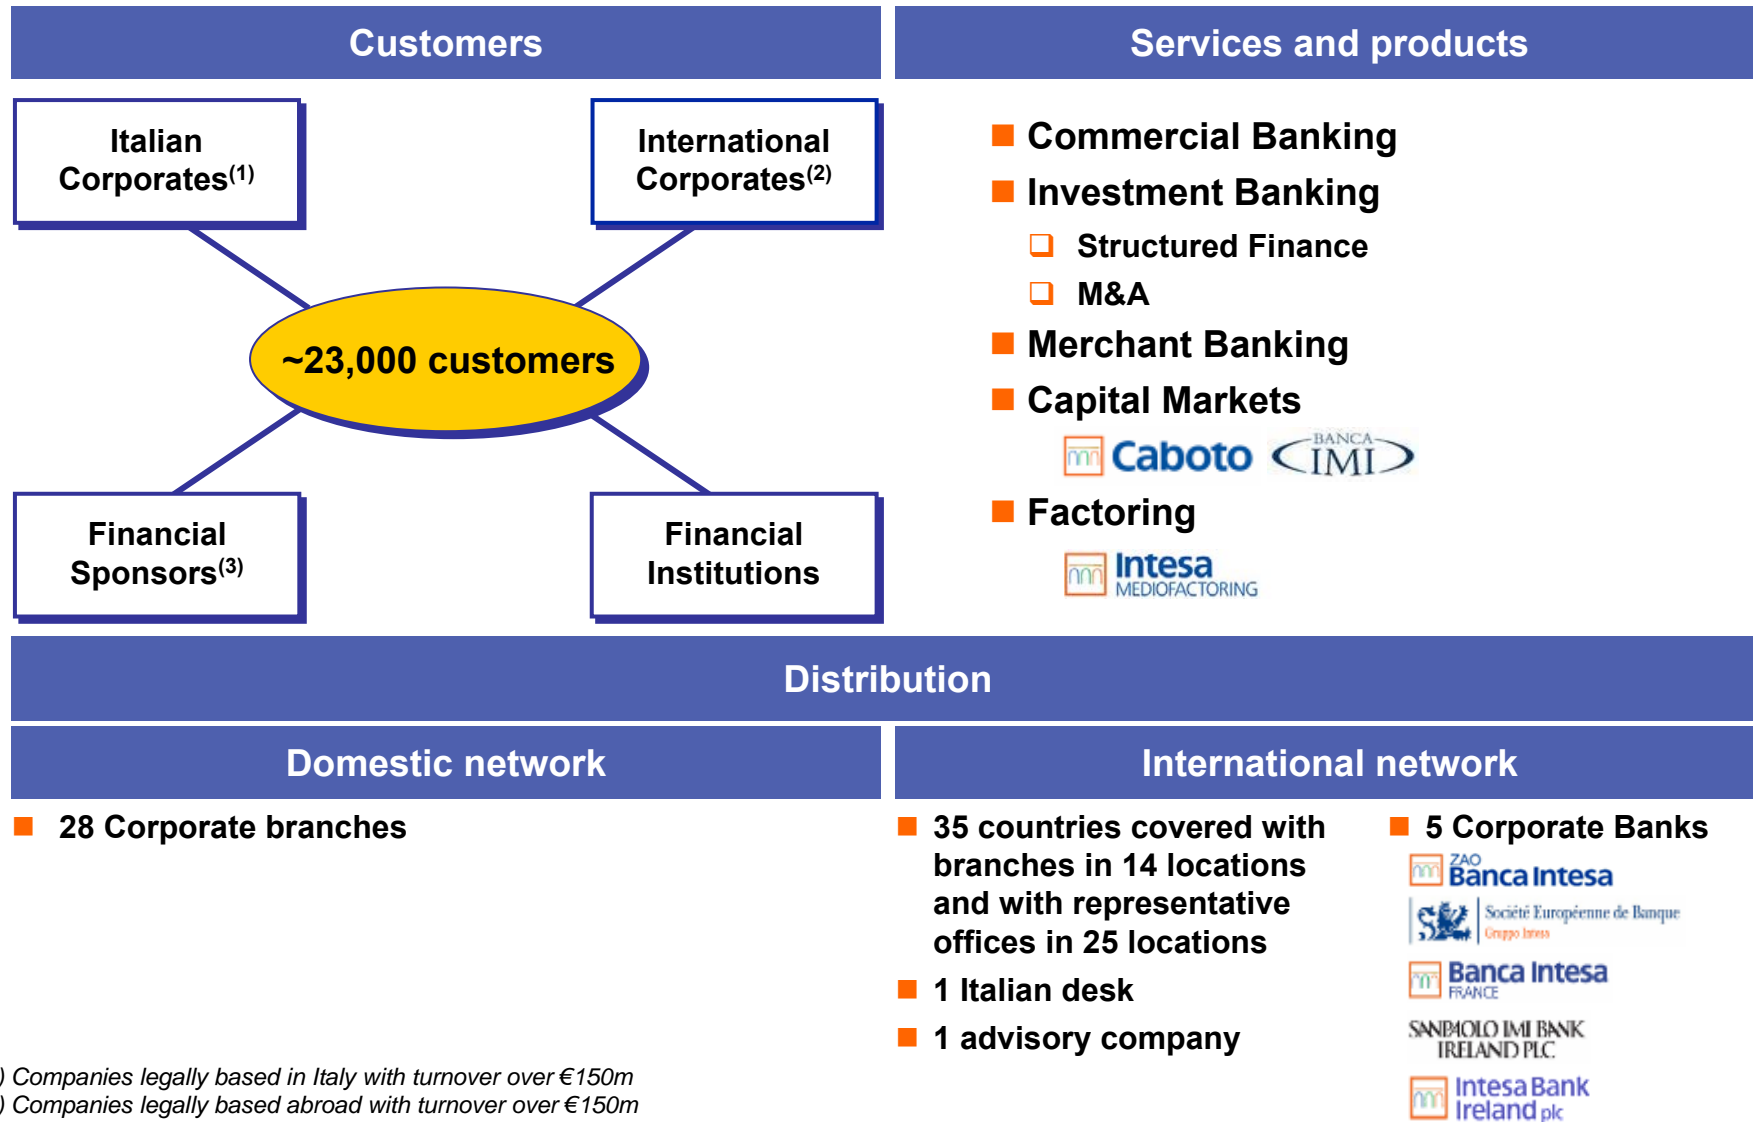 Customers
Services and products
Italian
Corporates(1)
International
Corporates(2)
~23,000 customers
Financial
Sponsors(3)
Financial
Institutions
Commercial Banking
Investment Banking
Structured Finance
M&A
Merchant Banking
Capital Markets
Caboto
BANCA
IMI
Factoring
Intesa
MEDIOFACTORING
Distribution
Domestic network
International network
28 Corporate branches
35 countries covered with
branches in 14 locations
and with representative
offices in 25 locations
1 Italian desk
1 advisory company
5 Corporate Banks
ZAO
Banca Intesa
Société Européenne de Banque
Gruppo Intesa
Banca Intesa
FRANCE
SANPAOLO IMI BANK
IRELAND PLC
Intesa Bank
Ireland plc
) Companies legally based in Italy with turnover over €150m
) Companies legally based abroad with turnover over €150m